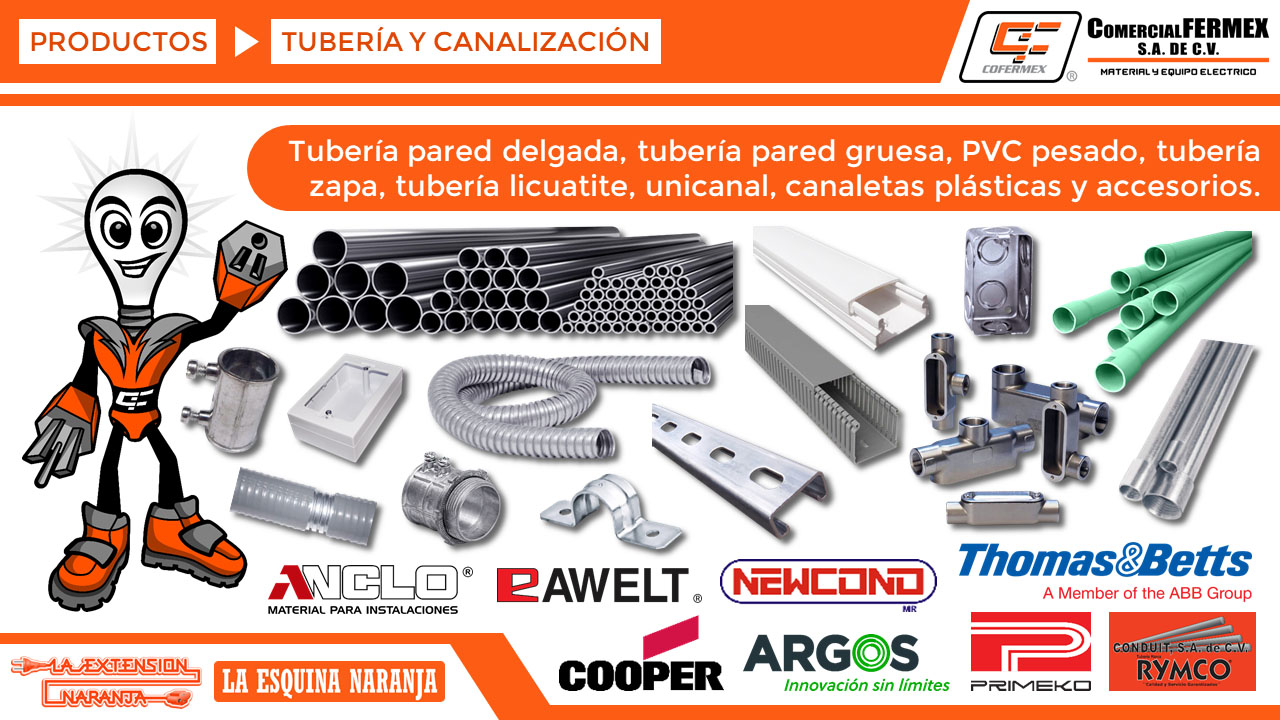 PRODUCTOS
TUBERÍA Y CANALIZACIÓN
COFERMEX
®
COMERCIALFERMEX
S.A. DE C.V.
MATERIAL Y EQUIPO ELECTRICO
Tubería pared delgada, tubería pared gruesa, PVC pesado, tubería
zapa, tubería licuatite, unicanal, canaletas plásticas y accesorios.
ANCLO®
MATERIAL PARA INSTALACIONES
RAWELT®
NEWCOND
MR
Thomas&Betts
A Member of the ABB Group
COOPER
ARGOS
Innovación sin límites
PRIMEKO
CONDUIT, S.A. de C.V.
RYMCO
LA EXTENSION
NARANJA
LA ESQUINA NARANJA